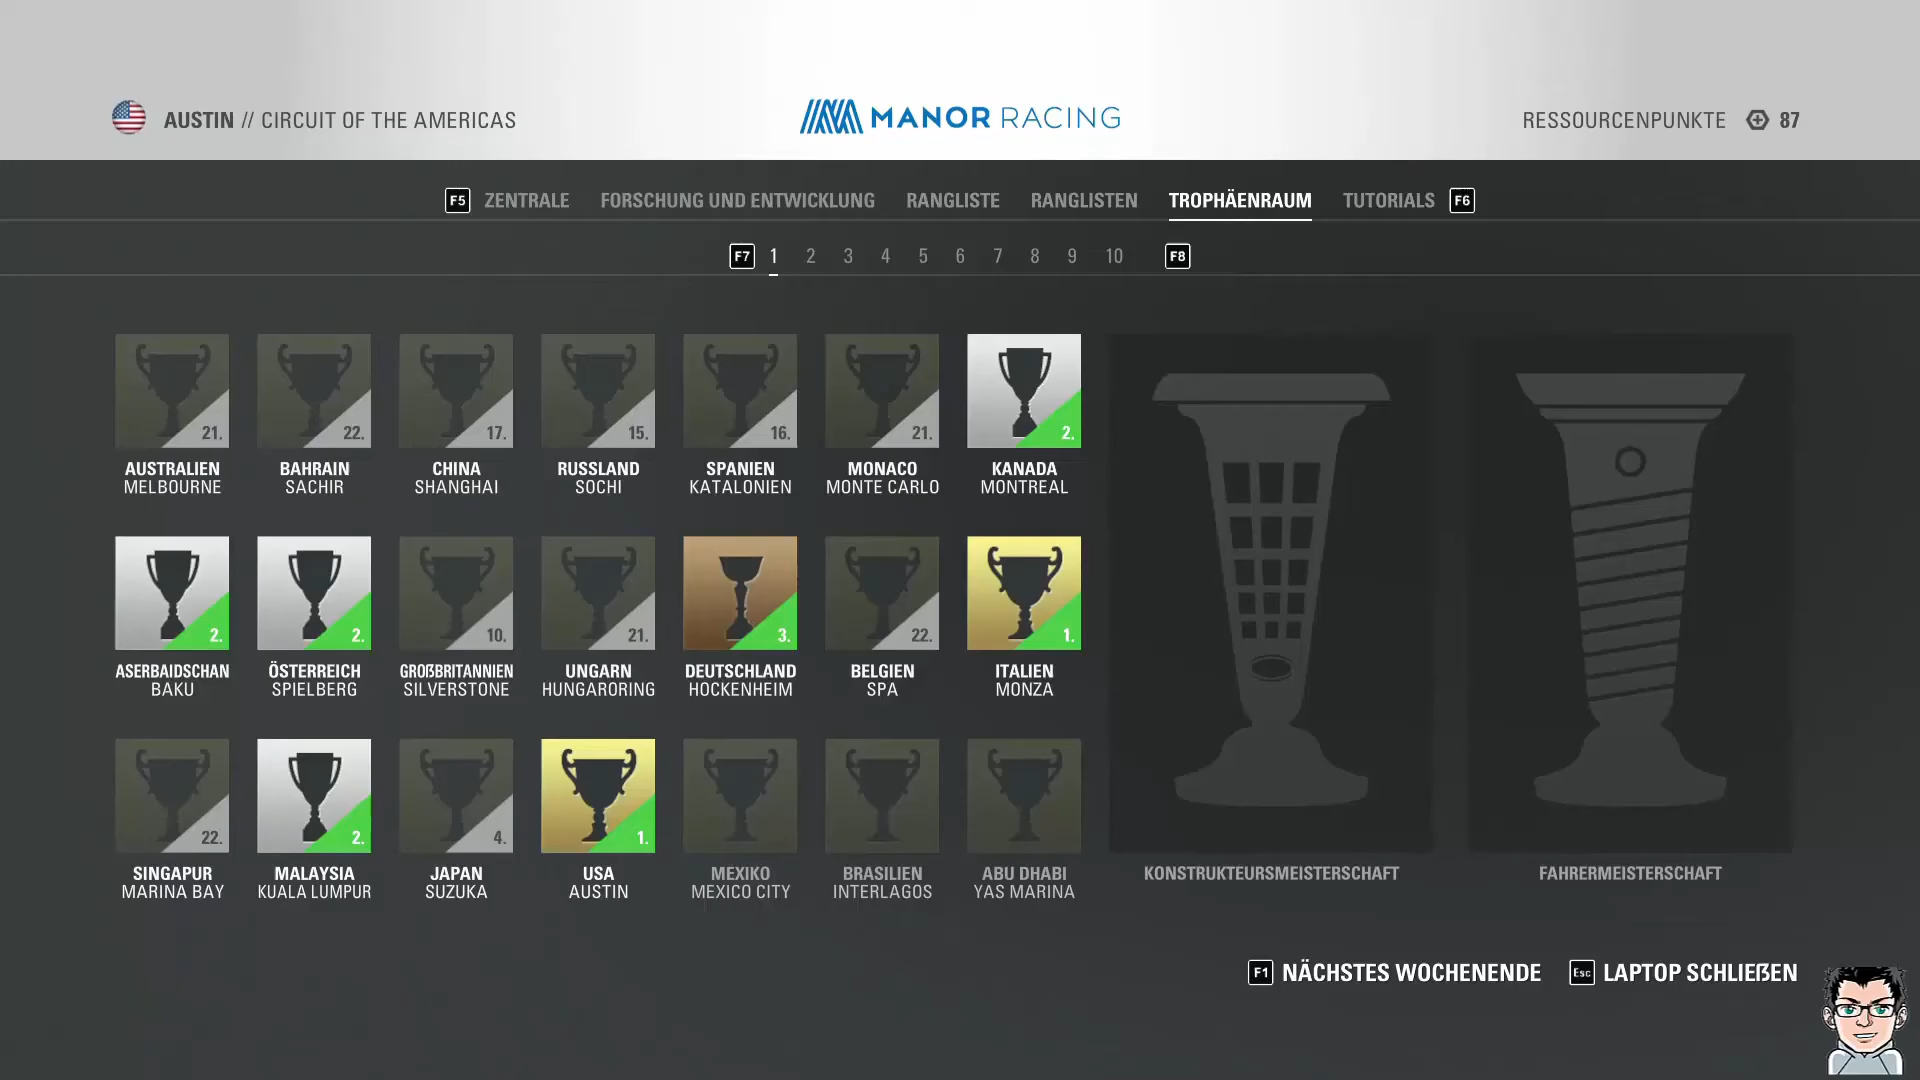 AUSTIN // CIRCUIT OF THE AMERICAS
MANOR RACING
RESSOURCENPUNKTE 87
F5 ZENTRALE FORSCHUNG UND ENTWICKLUNG RANGLISTE RANGLISTEN TROPHÄENRAUM TUTORIALS F6
F7 1 2 3 4 5 6 7 8 9 10 F8
21. 22. 17. 15. 16. 21. 2.
AUSTRALIEN BAHRAIN CHINA RUSSLAND SPANIEN MONACO KANADA
MELBOURNE SACHIR SHANGHAI SOCHI KATALONIEN MONTE CARLO MONTREAL
2. 2. 10. 21. 3. 22. 1.
ASERBAIDSCHAN ÖSTERREICH GROẞBRITANNIEN UNGARN DEUTSCHLAND BELGIEN ITALIEN
BAKU SPIELBERG SILVERSTONE HUNGARORING HOCKENHEIM SPA MONZA
22. 2. 4. 1.
SINGAPUR MALAYSIA JAPAN USA MEXIKO BRASILIEN ABU DHABI
MARINA BAY KUALA LUMPUR SUZUKA AUSTIN MEXICO CITY INTERLAGOS YAS MARINA
KONSTRUKTEURSMEISTERSCHAFT FAHRERMEISTERSCHAFT
F1 NÄCHSTES WOCHENENDE Esc LAPTOP SCHLIEẞEN